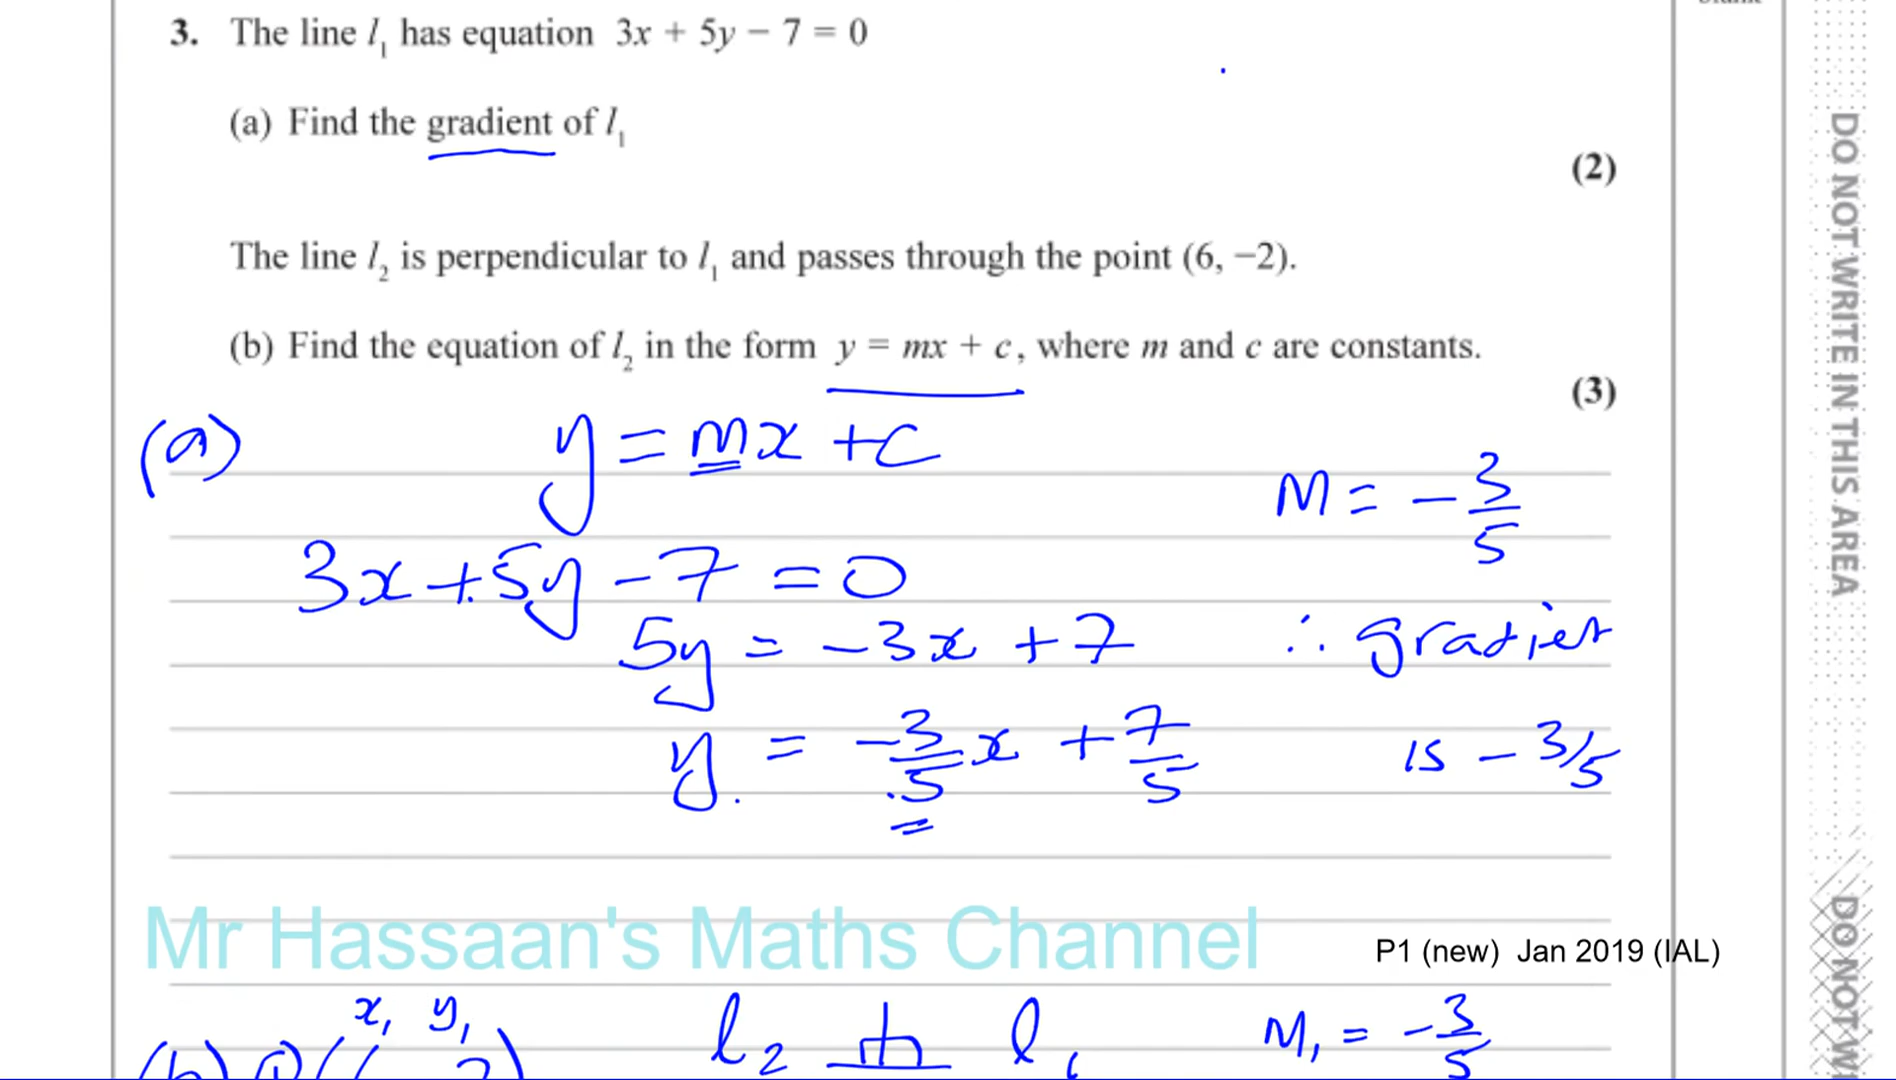 3. The line l₁ has equation 3x + 5y − 7 = 0
(a) Find the gradient of l₁
(2)
The line l₂ is perpendicular to l₁ and passes through the point (6, −2).
(b) Find the equation of l₂ in the form y = mx + c, where m and c are constants.
(3)
(a) y = mx + c
M = −3/5
3x + 5y − 7 = 0
5y = −3x + 7
∴ gradient
y = −3/5 x + 7/5
is −3/5
Mr Hassaan's Maths Channel
P1 (new) Jan 2019 (IAL)
x₁ y₁
l₂ l₁ M₁ = −3/5
DO NOT WRITE IN THIS AREA